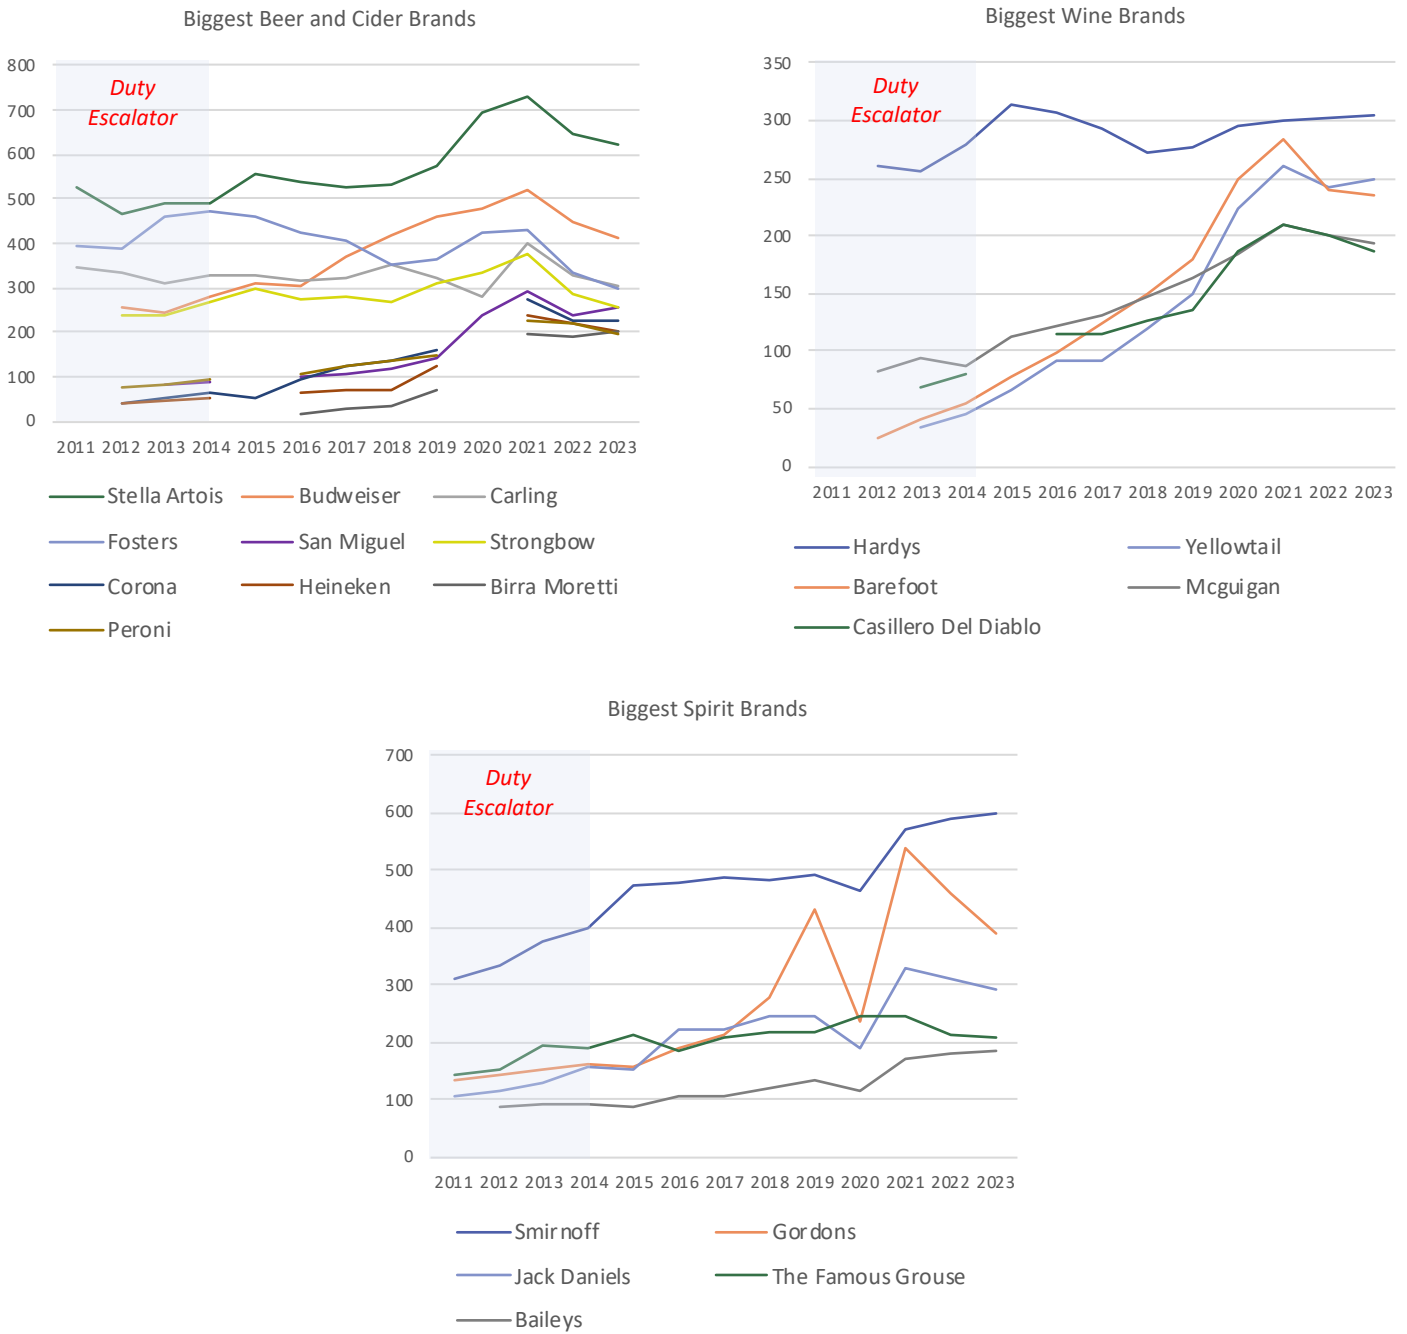 Biggest Beer and Cider Brands
800
700
600
500
400
300
200
100
0
Duty
Escalator
2011 2012 2013 2014 2015 2016 2017 2018 2019 2020 2021 2022 2023
Stella Artois Budweiser Carling
Fosters San Miguel Strongbow
Corona Heineken Birra Moretti
Peroni
Biggest Wine Brands
350
300
250
200
150
100
50
0
Duty
Escalator
2011 2012 2013 2014 2015 2016 2017 2018 2019 2020 2021 2022 2023
Hardys Yellowtail
Barefoot Mcguigan
Casillero Del Diablo
Biggest Spirit Brands
700
600
500
400
300
200
100
0
Duty
Escalator
2011 2012 2013 2014 2015 2016 2017 2018 2019 2020 2021 2022 2023
Smirnoff Gordons
Jack Daniels The Famous Grouse
Baileys